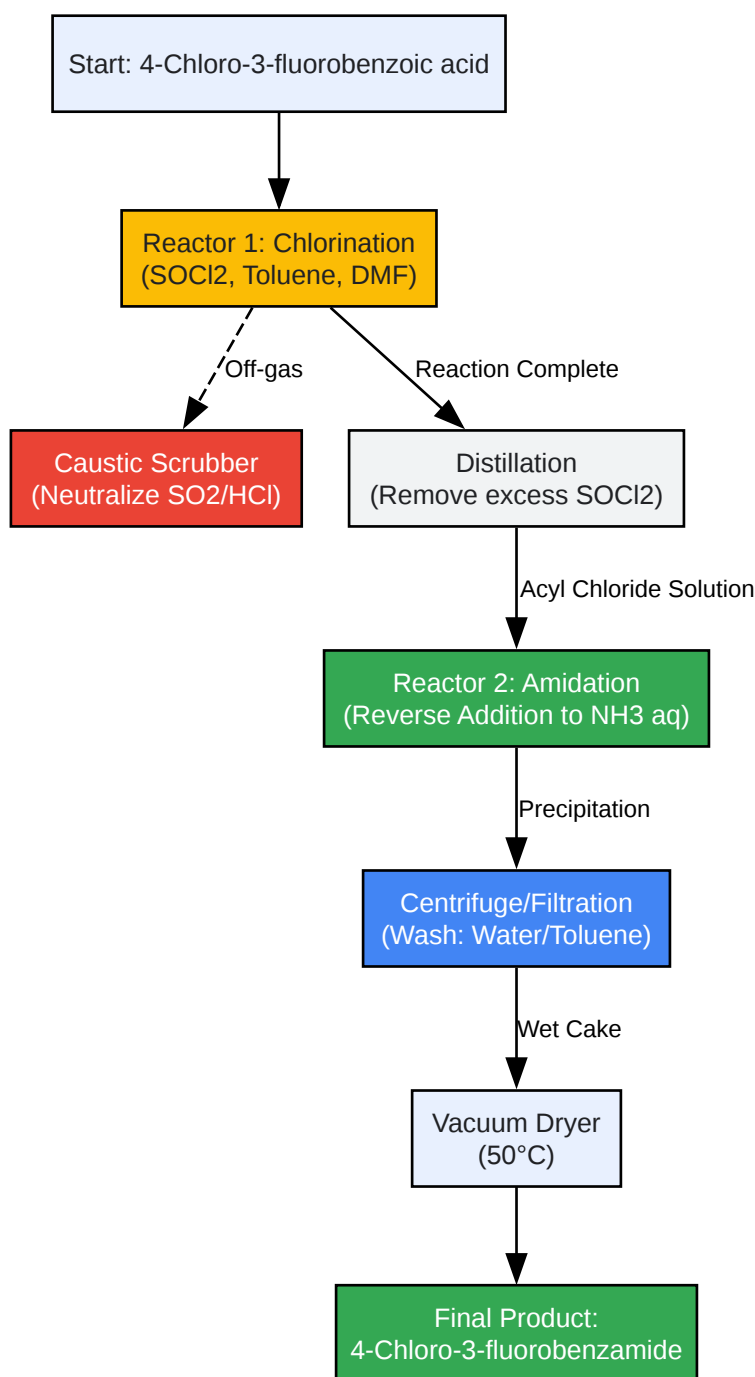 Start: 4-Chloro-3-fluorobenzoic acid
Reactor 1: Chlorination
(SOCl2, Toluene, DMF)
Off-gas
Reaction Complete
Caustic Scrubber
(Neutralize SO2/HCl)
Distillation
(Remove excess SOCl2)
Acyl Chloride Solution
Reactor 2: Amidation
(Reverse Addition to NH3 aq)
Precipitation
Centrifuge/Filtration
(Wash: Water/Toluene)
Wet Cake
Vacuum Dryer
(50°C)
Final Product:
4-Chloro-3-fluorobenzamide